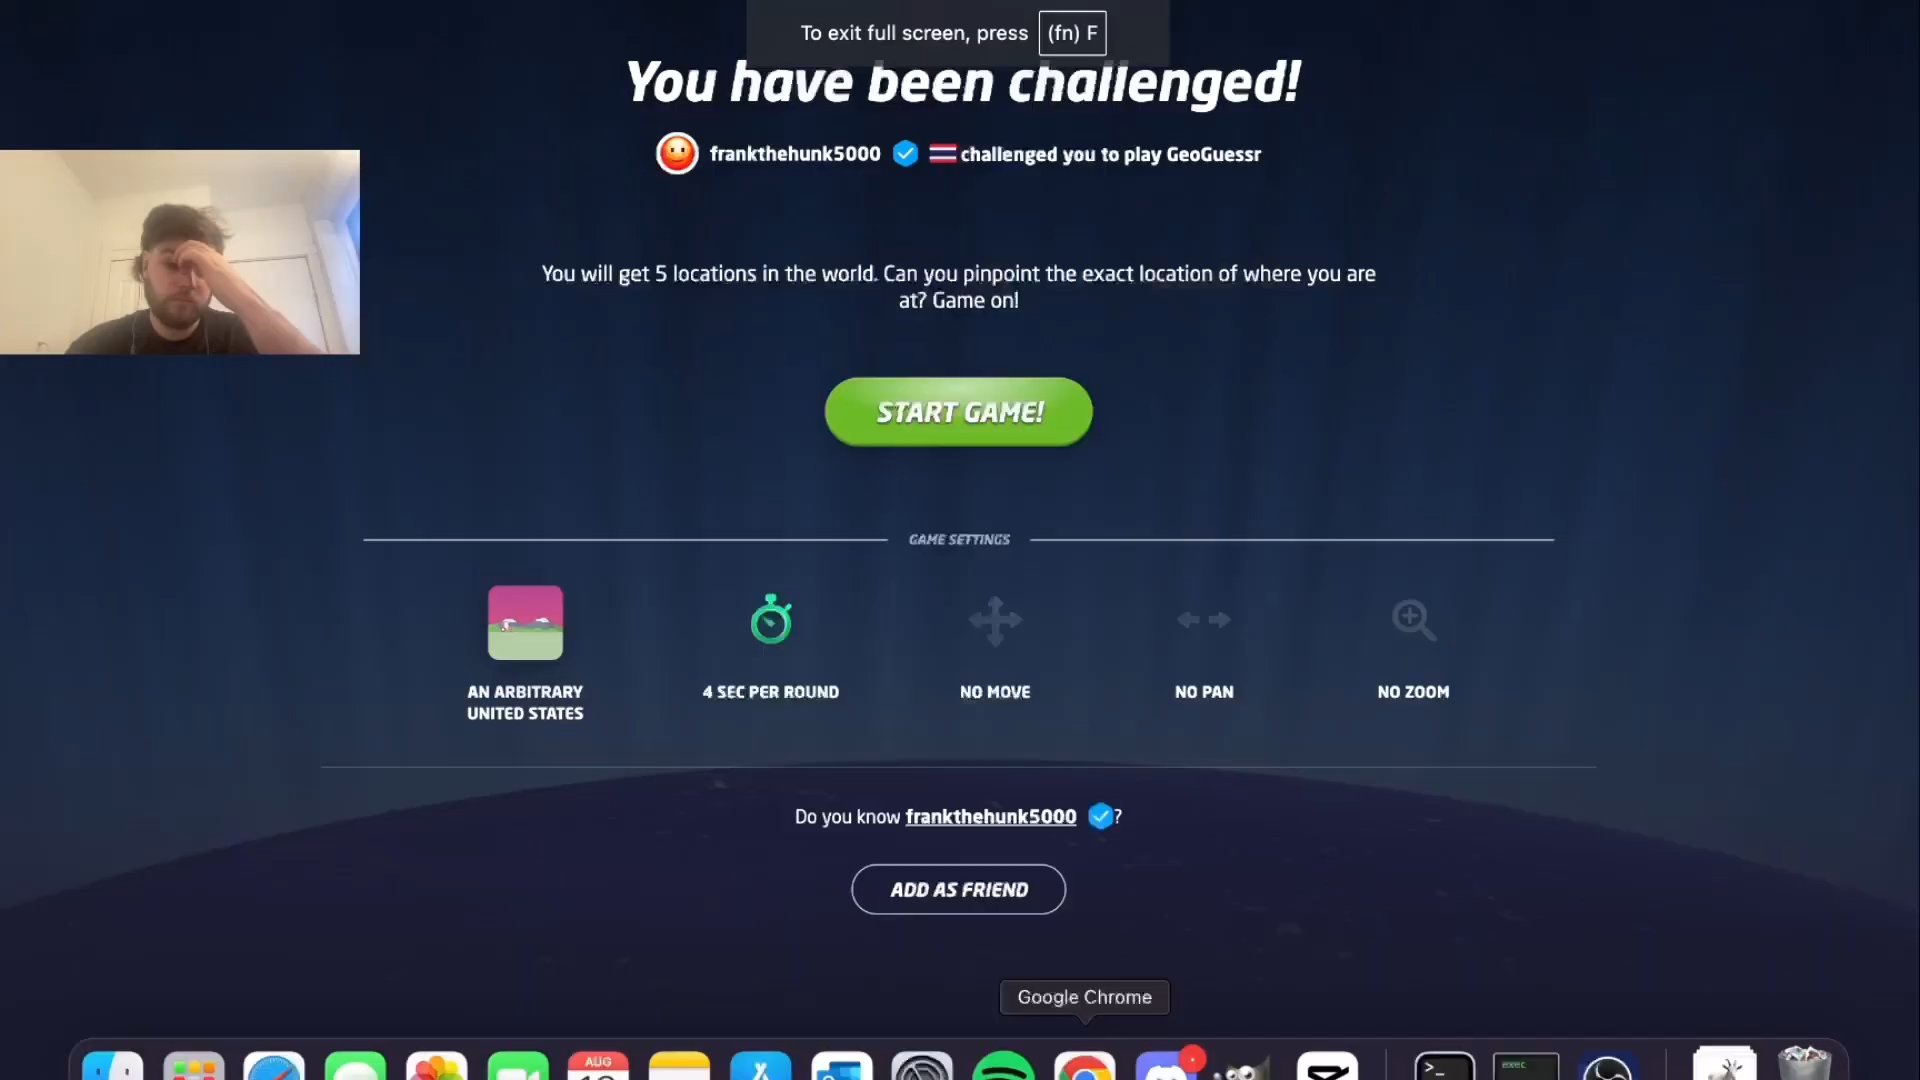 To exit full screen, press (fn) F
You have been challenged!
frankthehunk5000 challenged you to play GeoGuessr
You will get 5 locations in the world. Can you pinpoint the exact location of where you are
at? Game on!
START GAME!
GAME SETTINGS
AN ARBITRARY
UNITED STATES
4 SEC PER ROUND
NO MOVE
NO PAN
NO ZOOM
Do you know frankthehunk5000 ?
ADD AS FRIEND
Google Chrome
AUG
exec
>_